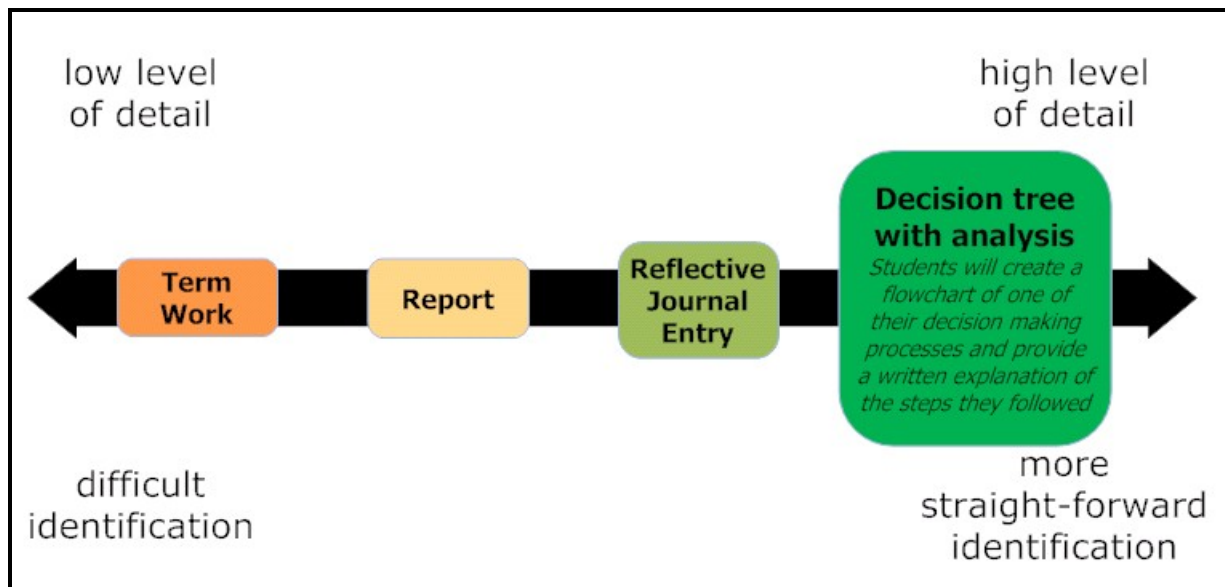 low level
of detail
high level
of detail
Term
Work
Report
Reflective
Journal
Entry
Decision tree
with analysis
Students will create a
flowchart of one of
their decision making
processes and provide
a written explanation of
the steps they followed
difficult
identification
more
straight-forward
identification